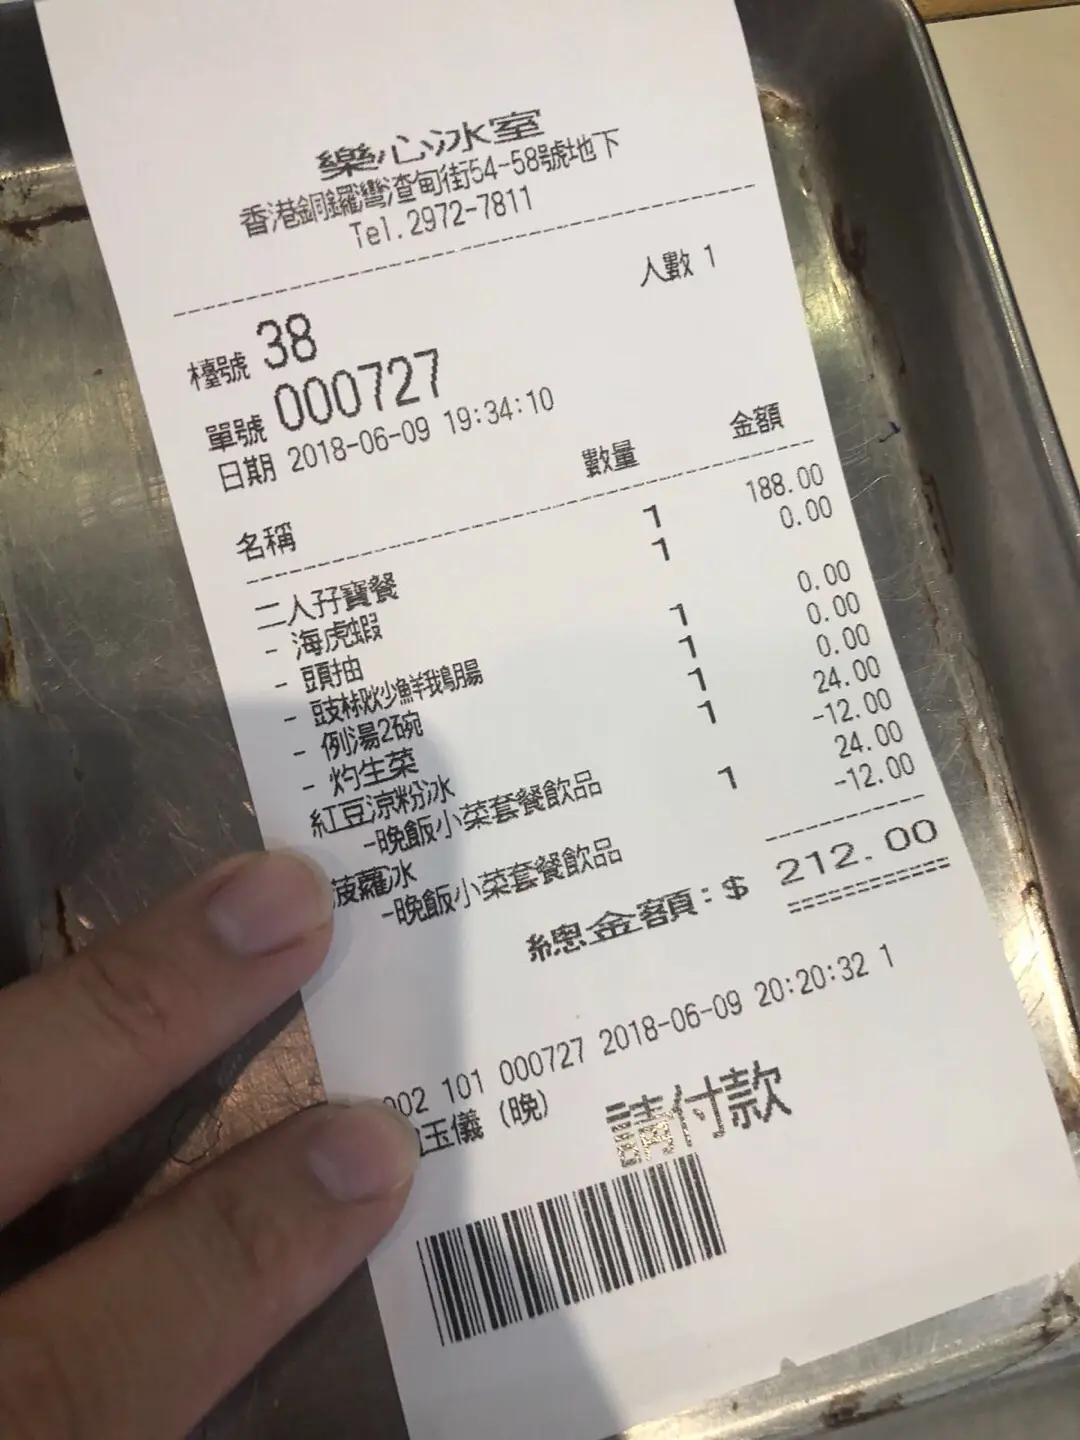 樂心冰室
香港銅鑼灣渣甸街54-58號地下
Tel.2972-7811
人數 1
檯號 38
單號 000727
日期 2018-06-09 19:34:10
名稱 數量 金額
二人孖寶餐 1 188.00
- 海虎蝦 1 0.00
- 頭抽
- 豉椒炒鮮鵝腸 1 0.00
- 例湯2碗 1 0.00
- 灼生菜 1 0.00
紅豆涼粉冰 1 24.00
-晚飯小菜套餐飲品 -12.00
菠蘿冰 1 24.00
-晚飯小菜套餐飲品 -12.00
總金額：$ 212.00
002 101 000727 2018-06-09 20:20:32 1
玉儀 (晚)
請付款